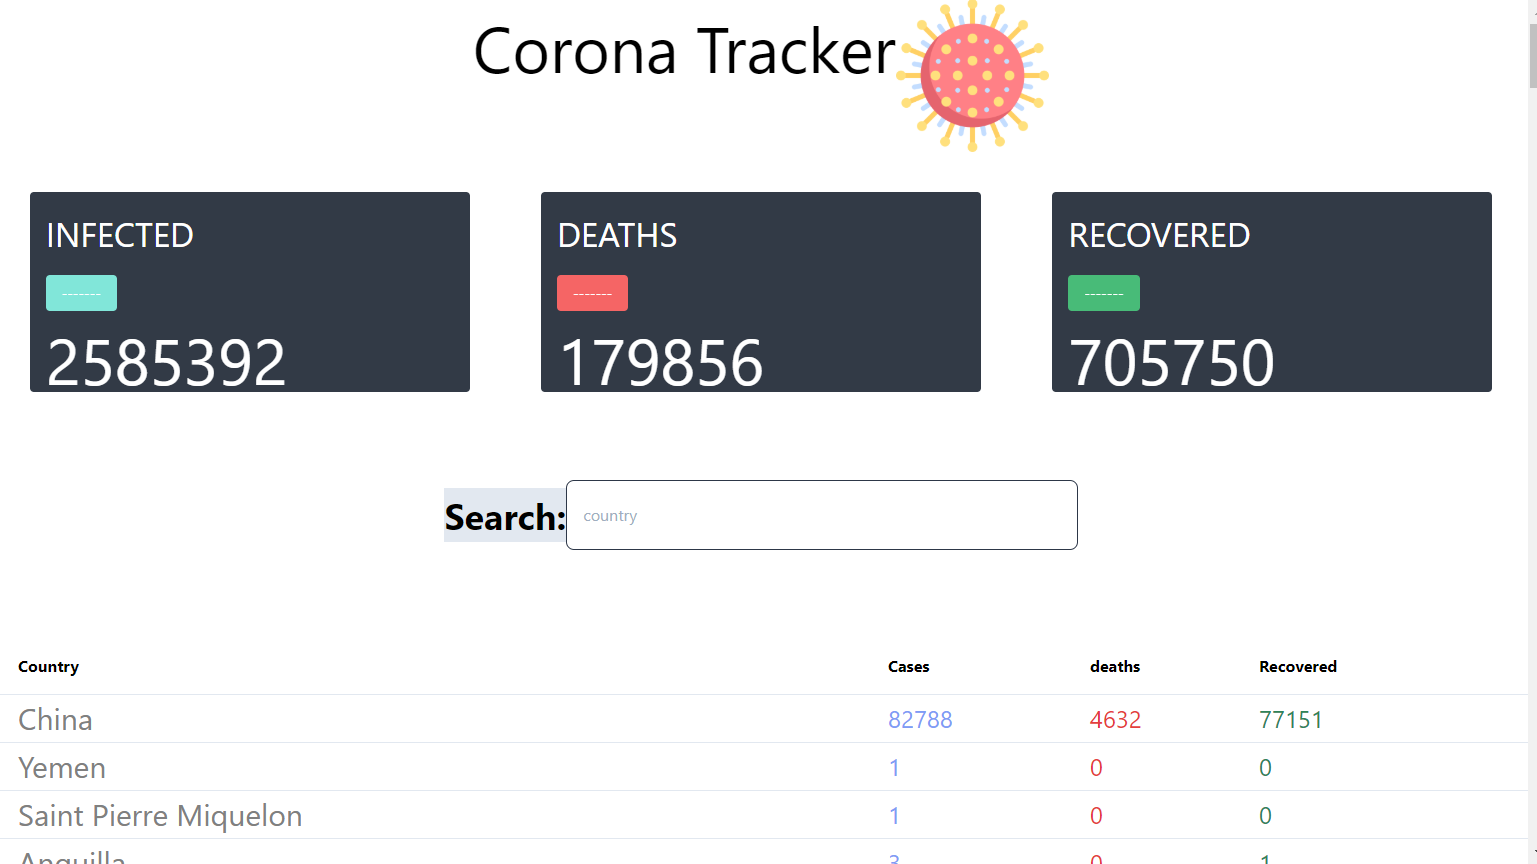 Corona Tracker
INFECTED DEATHS RECOVERED
------- ------- -------
2585392 179856 705750
Search: country
Country Cases deaths Recovered
China 82788 4632 77151
Yemen 1 0 0
Saint Pierre Miquelon 1 0 0
Anguilla 3 0 1